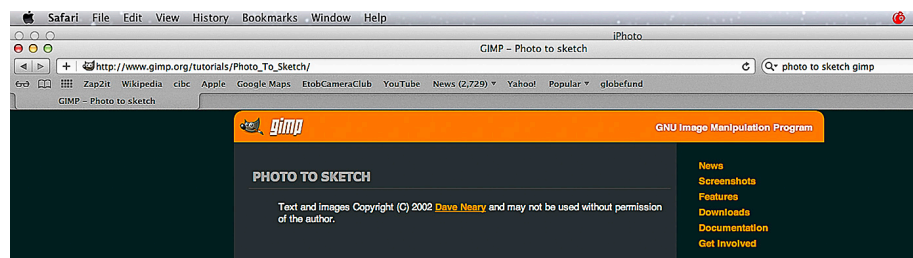 Safari File Edit View History Bookmarks Window Help
iPhoto
GIMP – Photo to sketch
http://www.gimp.org/tutorials/Photo_To_Sketch/ photo to sketch gimp
Zap2it Wikipedia cibc Apple Google Maps EtobCameraClub YouTube News (2,729) Yahoo! Popular globefund
GIMP – Photo to sketch
gimp GNU Image Manipulation Program
PHOTO TO SKETCH
Text and images Copyright (C) 2002 Dave Neary and may not be used without permission
of the author.
News
Screenshots
Features
Downloads
Documentation
Get Involved